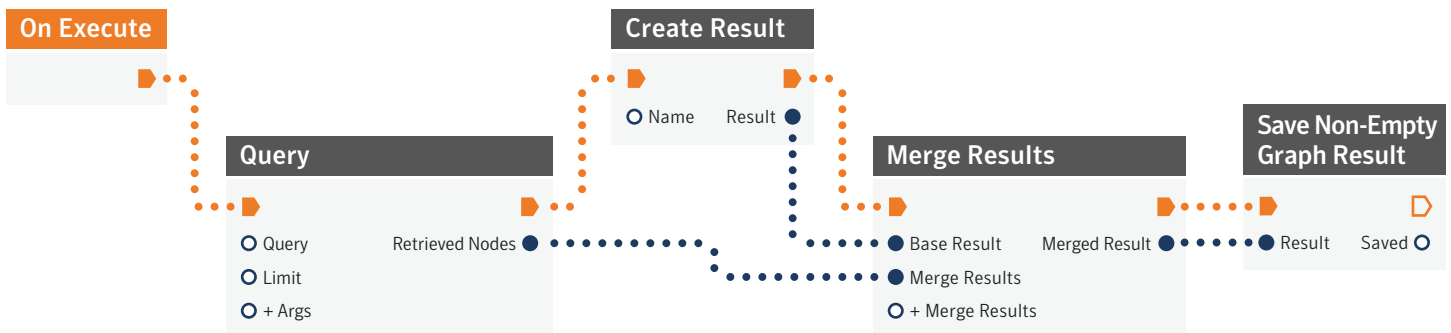 On Execute
Query
Query
Retrieved Nodes
Limit
+ Args
Create Result
Name
Result
Merge Results
Base Result
Merged Result
Merge Results
+ Merge Results
Save Non-Empty
Graph Result
Result
Saved